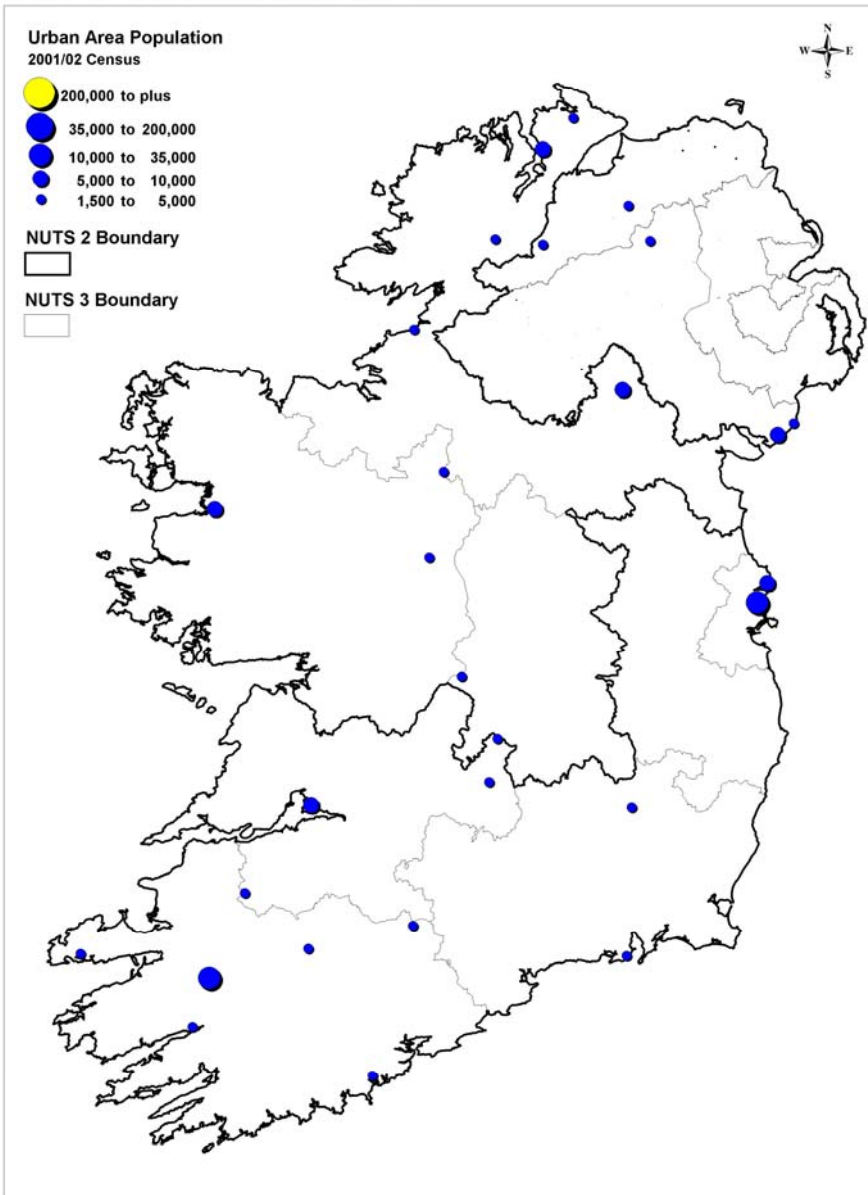 Urban Area Population
2001/02 Census
200,000 to plus
35,000 to 200,000
10,000 to 35,000
5,000 to 10,000
1,500 to 5,000
NUTS 2 Boundary
NUTS 3 Boundary
N
W E
S